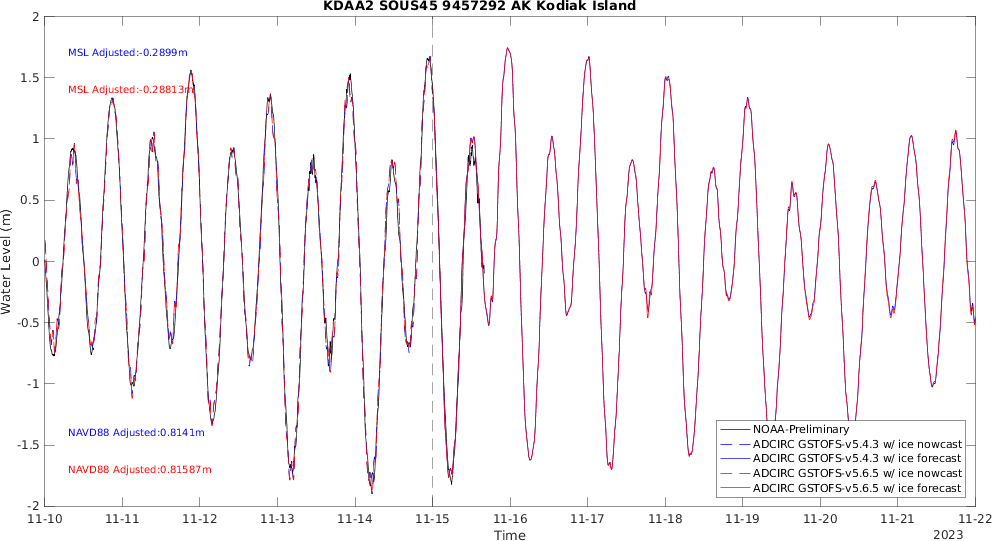 KDAA2 SOUS45 9457292 AK Kodiak Island
2
1.5
1
0.5
0
-0.5
-1
-1.5
-2
Water Level (m)
MSL Adjusted:-0.2899m
MSL Adjusted:-0.28813m
NAVD88 Adjusted:0.8141m
NAVD88 Adjusted:0.81587m
NOAA-Preliminary
ADCIRC GSTOFS-v5.4.3 w/ ice nowcast
ADCIRC GSTOFS-v5.4.3 w/ ice forecast
ADCIRC GSTOFS-v5.6.5 w/ ice nowcast
ADCIRC GSTOFS-v5.6.5 w/ ice forecast
11-10 11-11 11-12 11-13 11-14 11-15 11-16 11-17 11-18 11-19 11-20 11-21 11-22
Time
2023